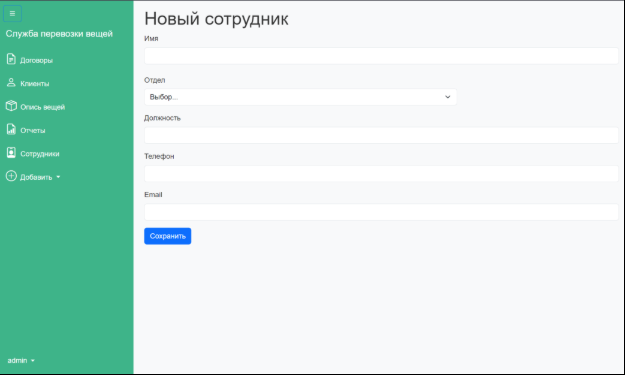 Служба перевозки вещей
Договоры
Клиенты
Опись вещей
Отчеты
Сотрудники
Добавить
admin
Новый сотрудник
Имя
Отдел
Выбор...
Должность
Телефон
Email
Сохранить